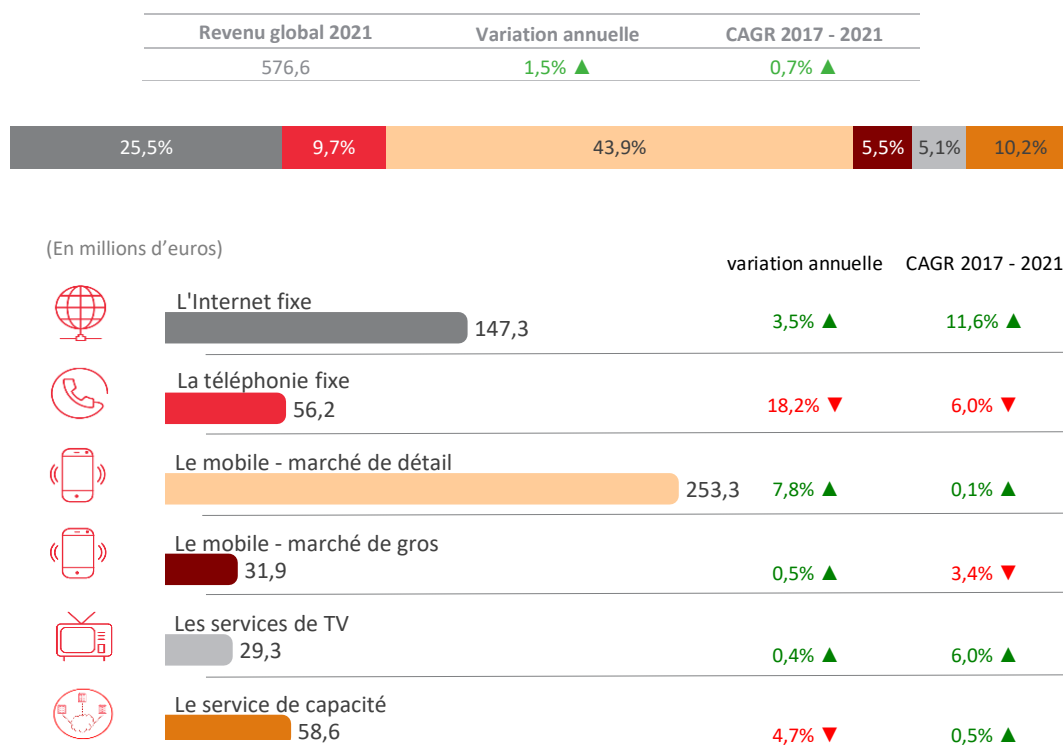 Revenu global 2021 Variation annuelle CAGR 2017 - 2021
576,6 1,5% ▲ 0,7% ▲
25,5% 9,7% 43,9% 5,5% 5,1% 10,2%
(En millions d’euros)
variation annuelle CAGR 2017 - 2021
L'Internet fixe
147,3 3,5% ▲ 11,6% ▲
La téléphonie fixe
56,2 18,2% ▼ 6,0% ▼
Le mobile - marché de détail
253,3 7,8% ▲ 0,1% ▲
Le mobile - marché de gros
31,9 0,5% ▲ 3,4% ▼
Les services de TV
29,3 0,4% ▲ 6,0% ▲
Le service de capacité
58,6 4,7% ▼ 0,5% ▲